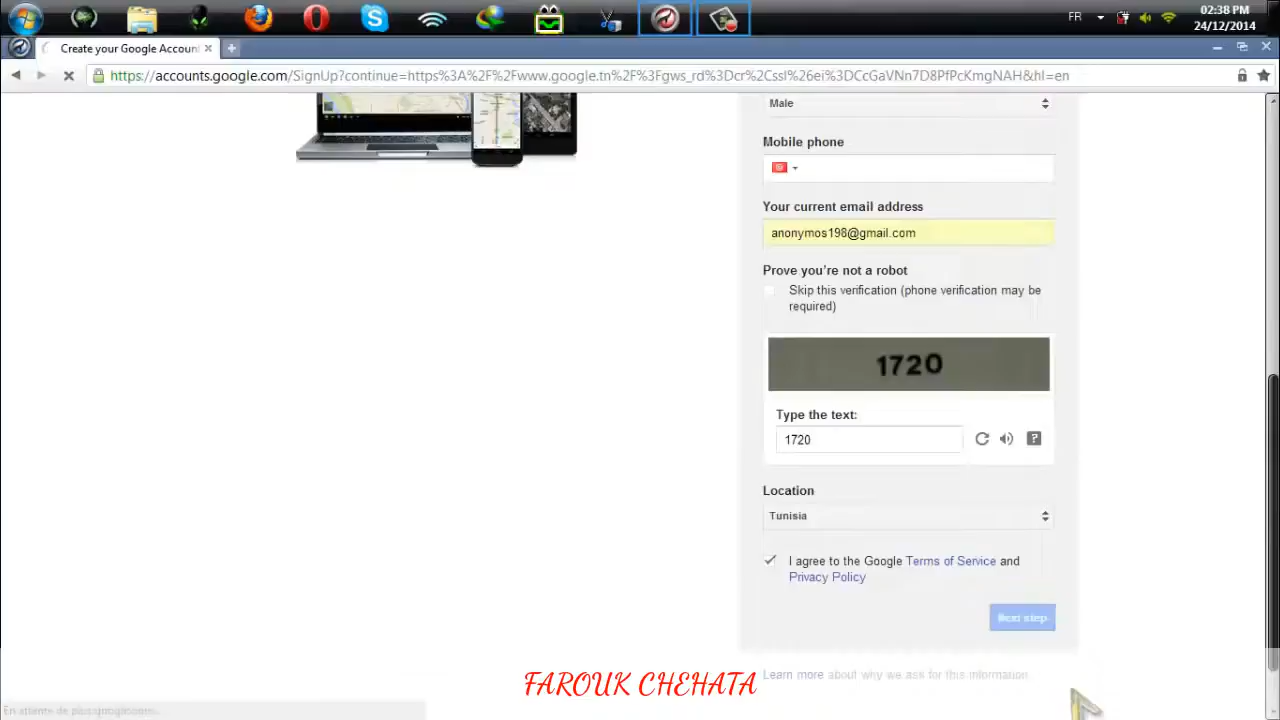 FR
02:38 PM
24/12/2014
Create your Google Account
https://accounts.google.com/SignUp?continue=https%3A%2F%2Fwww.google.tn%2F%3Fgws_rd%3Dcr%2Cssl%26ei%3DCcGaVNn7D8PfPcKmgNAH&hl=en
Male
Mobile phone
Your current email address
anonymos198@gmail.com
Prove you're not a robot
Skip this verification (phone verification may be
required)
1720
Type the text:
1720
Location
Tunisia
I agree to the Google Terms of Service and
Privacy Policy
Next step
Learn more about why we ask for this information.
FAROUK CHEHATA
En attente de